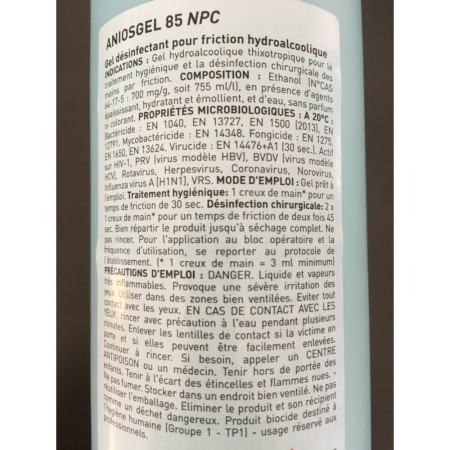 ANIOSGEL 85 NPC
Gel désinfectant pour friction hydroalcoolique
INDICATIONS : Gel hydroalcoolique thixotropique pour le
traitement hygiénique et la désinfection chirurgicale des
mains par friction. COMPOSITION : Ethanol [N°CAS
64-17-5 : 700 mg/g, soit 755 ml/l), en présence d'agents
épaississant, hydratant et émollient, et d'eau, sans parfum
ni colorant. PROPRIÉTÉS MICROBIOLOGIQUES : A 20°C :
Bactéricide : EN 1040, EN 13727, EN 1500 (2013), EN
12791. Mycobactéricide : EN 14348. Fongicide : EN 1275,
EN 1650, EN 13624. Virucide : EN 14476+A1 (30 sec.). Actif
sur HIV-1, PRV (virus modèle HBV), BVDV (virus modèle
HCV), Rotavirus, Herpesvirus, Coronavirus, Norovirus,
Influenza virus A [H1N1], VRS. MODE D'EMPLOI : Gel prêt à
l'emploi. Traitement hygiénique: 1 creux de main* pour un
temps de friction de 30 sec. Désinfection chirurgicale: 2 x
1 creux de main* pour un temps de friction de deux fois 45
sec. Bien répartir le produit jusqu'à séchage complet. Ne
pas rincer. Pour l'application au bloc opératoire et la
fréquence d'utilisation, se reporter au protocole de
l'établissement. (* 1 creux de main = 3 ml minimum)
PRÉCAUTIONS D'EMPLOI : DANGER. Liquide et vapeurs
très inflammables. Provoque une sévère irritation des
yeux. Utiliser dans des zones bien ventilées. Eviter tout
contact avec les yeux. EN CAS DE CONTACT AVEC LES
YEUX, rincer avec précaution à l'eau pendant plusieurs
minutes. Enlever les lentilles de contact si la victime en
porte et si elles peuvent être facilement enlevées.
Continuer à rincer. Si besoin, appeler un CENTRE
ANTIPOISON ou un médecin. Tenir hors de portée des
enfants. Tenir à l'écart des étincelles et flammes nues. -
Ne pas fumer. Stocker dans un endroit bien ventilé. Ne pas
réutiliser l'emballage. Eliminer le produit et son récipient
comme un déchet dangereux. Produit biocide destiné à
l'hygiène humaine (Groupe 1 - TP1) - usage réservé aux
professionnels.